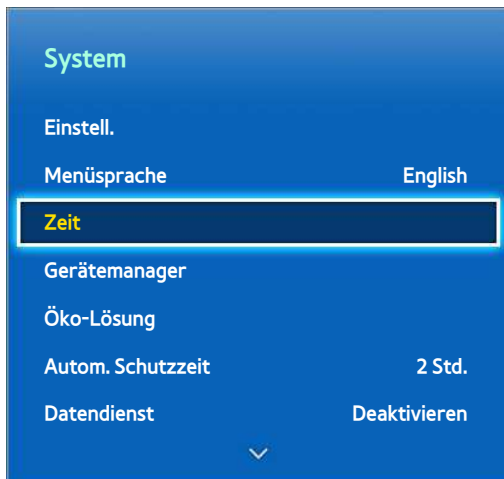 System
Einstell.
Menüsprache English
Zeit
Gerätemanager
Öko-Lösung
Autom. Schutzzeit 2 Std.
Datendienst Deaktivieren